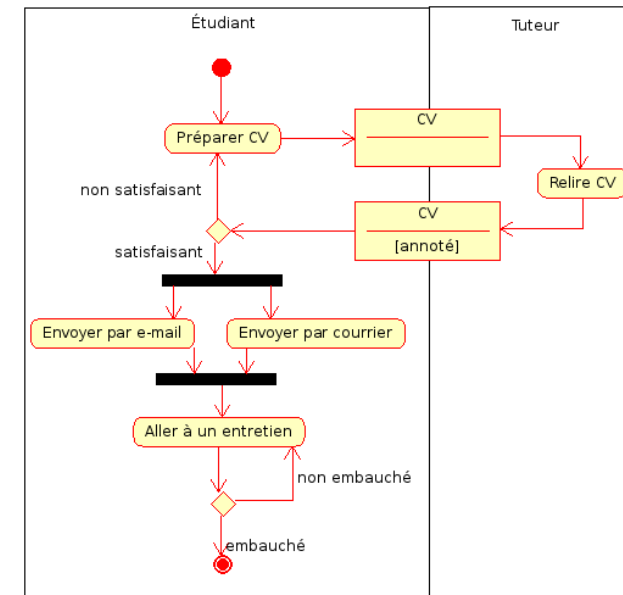 Étudiant
Tuteur
Préparer CV
CV
Relire CV
non satisfaisant
CV
[annoté]
satisfaisant
Envoyer par e-mail
Envoyer par courrier
Aller à un entretien
non embauché
embauché